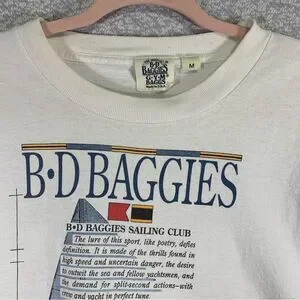 B·D
BAGGIES
G·Y·M
BAGGS
M
B·D BAGGIES
B•D BAGGIES SAILING CLUB
The lure of this sport, like poetry, defies
definition. It is made of the thrills found in
high speed and uncertain danger, the desire
to outwit the sea and fellow yachtsmen, and
the demand for split-second actions—with
crew and yacht in perfect tune.